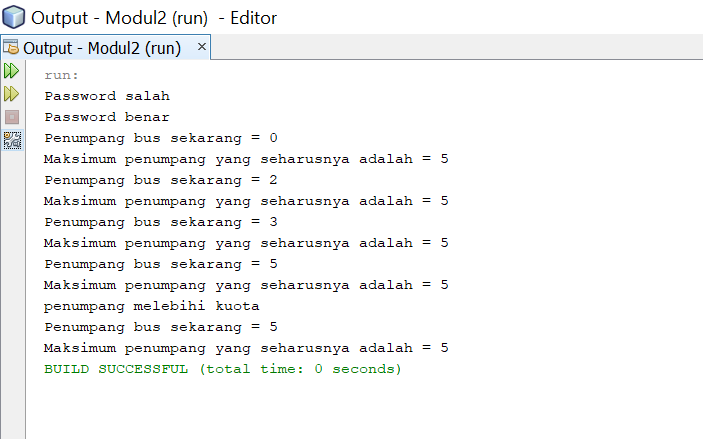 Output - Modul2 (run)  - Editor
Output - Modul2 (run) ×
run:
Password salah
Password benar
Penumpang bus sekarang = 0
Maksimum penumpang yang seharusnya adalah = 5
Penumpang bus sekarang = 2
Maksimum penumpang yang seharusnya adalah = 5
Penumpang bus sekarang = 3
Maksimum penumpang yang seharusnya adalah = 5
Penumpang bus sekarang = 5
Maksimum penumpang yang seharusnya adalah = 5
penumpang melebihi kuota
Penumpang bus sekarang = 5
Maksimum penumpang yang seharusnya adalah = 5
BUILD SUCCESSFUL (total time: 0 seconds)